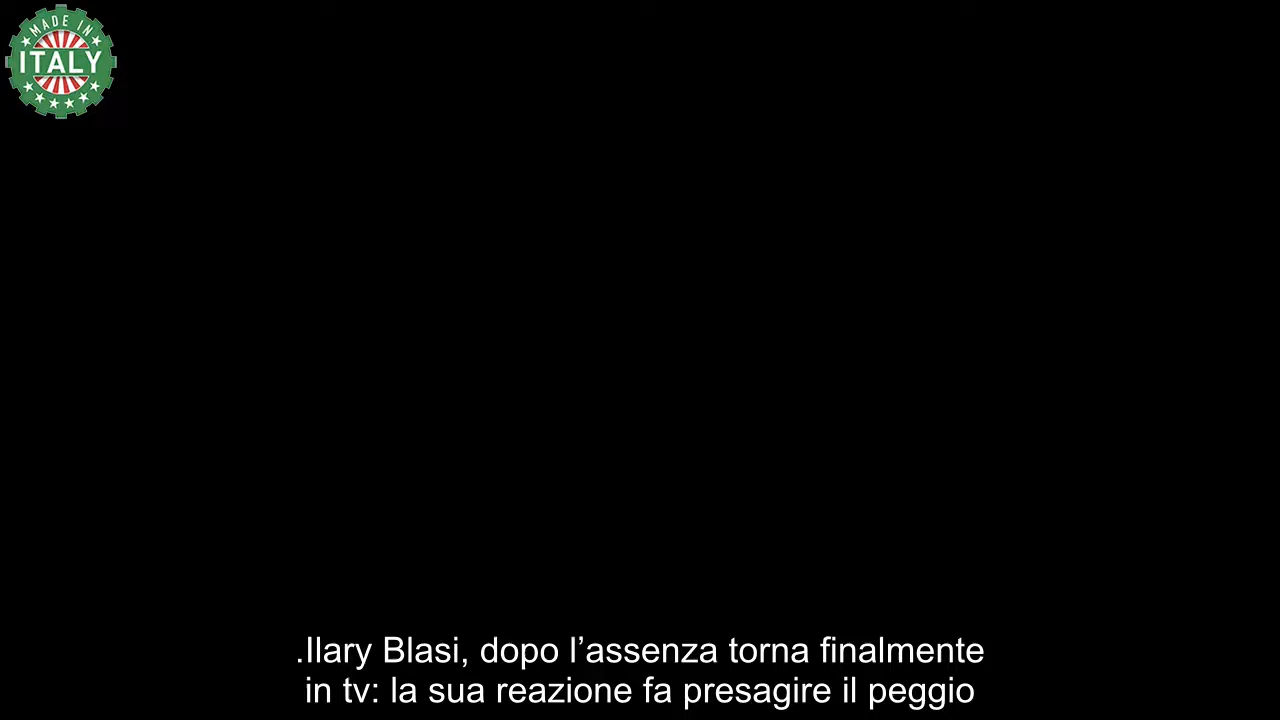 MADE IN
ITALY
.Ilary Blasi, dopo l’assenza torna finalmente
in tv: la sua reazione fa presagire il peggio